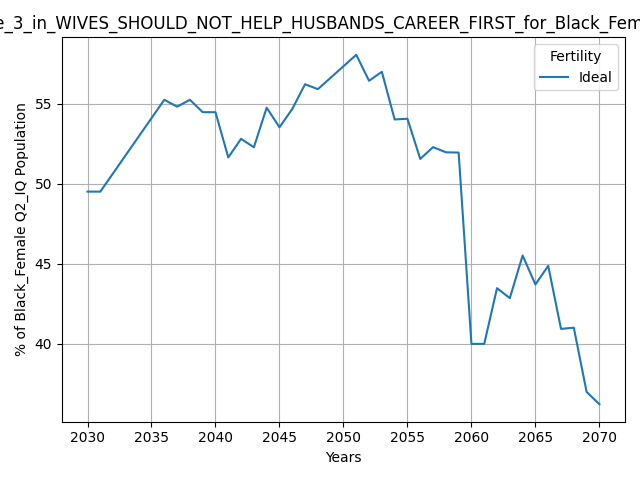 e_3_in_WIVES_SHOULD_NOT_HELP_HUSBANDS_CAREER_FIRST_for_Black_Fem
Fertility
Ideal
% of Black_Female Q2_IQ Population
55
50
45
40
2030 2035 2040 2045 2050 2055 2060 2065 2070
Years